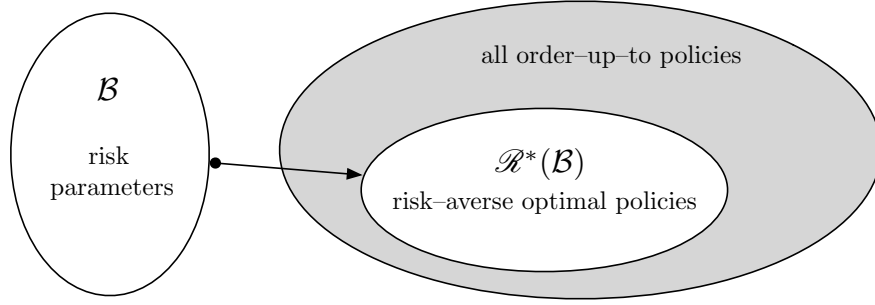 𝓑
risk
parameters
all order–up–to policies
ℛ*(𝓑)
risk–averse optimal policies